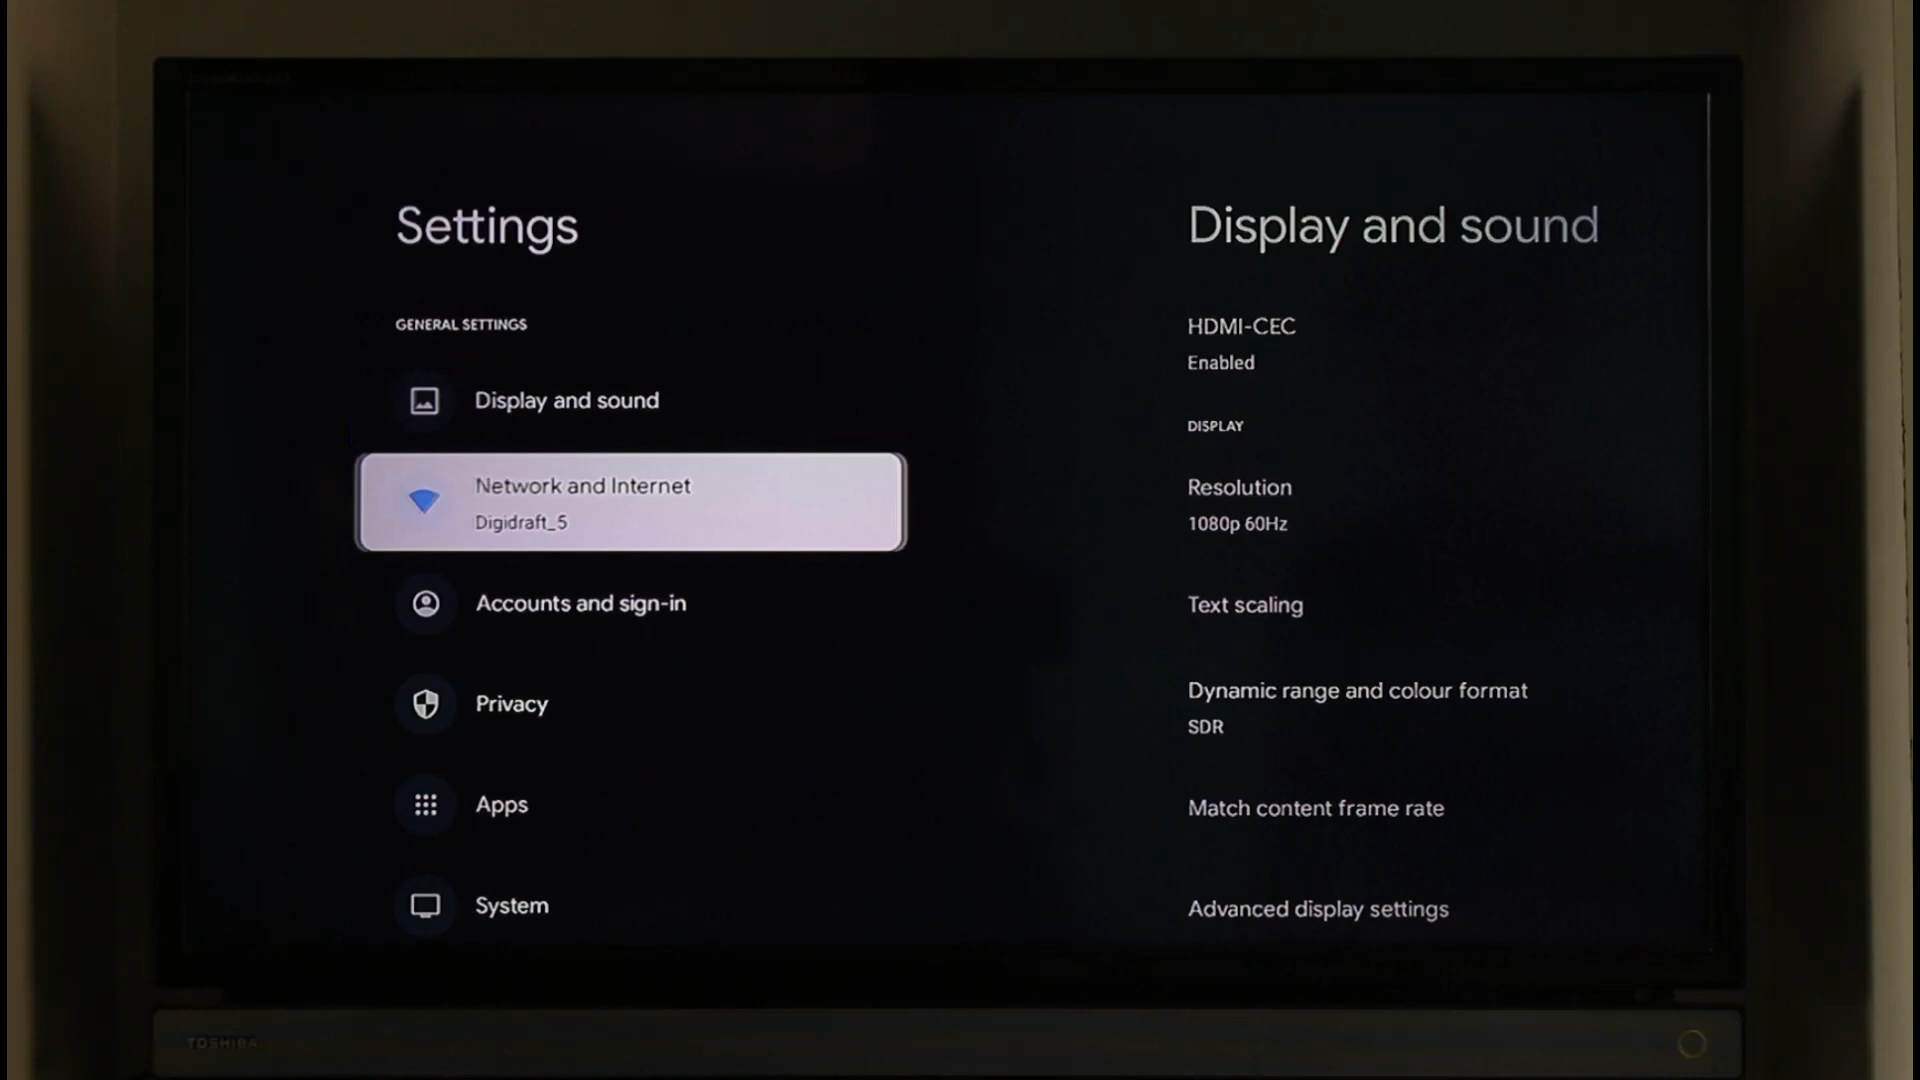 Settings
GENERAL SETTINGS
Display and sound
Network and Internet
Digidraft_5
Accounts and sign-in
Privacy
Apps
System
Display and sound
HDMI-CEC
Enabled
DISPLAY
Resolution
1080p 60Hz
Text scaling
Dynamic range and colour format
SDR
Match content frame rate
Advanced display settings
TOSHIBA